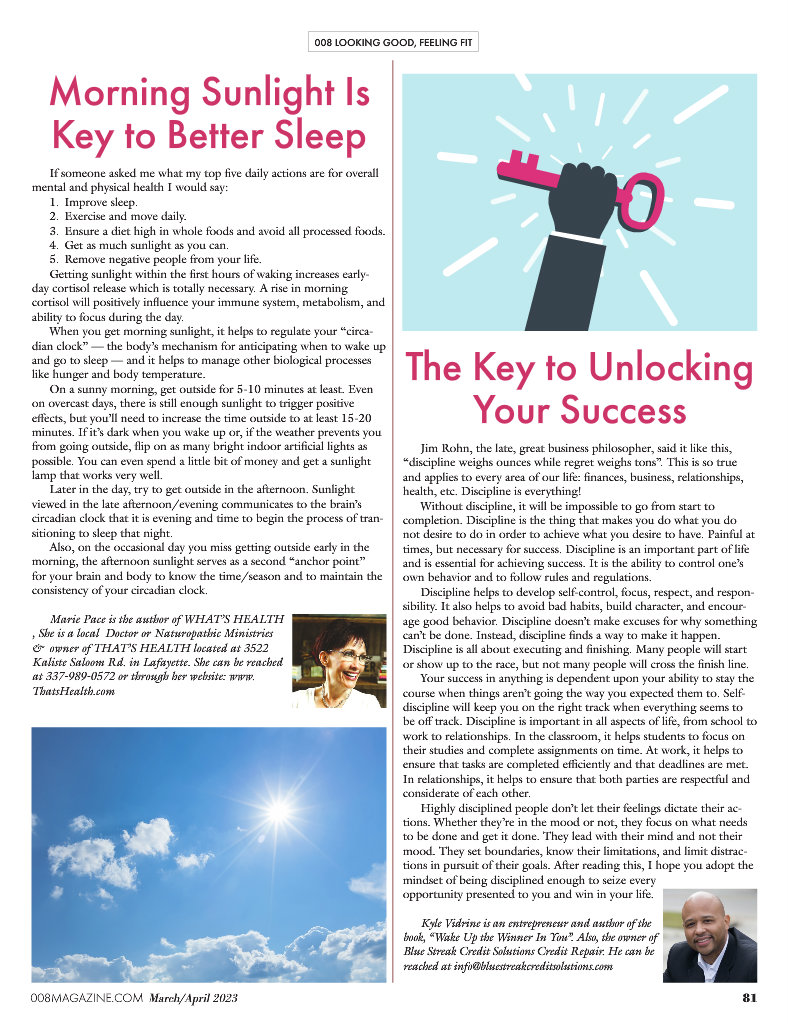 008 LOOKING GOOD, FEELING FIT
Morning Sunlight Is
Key to Better Sleep
If someone asked me what my top five daily actions are for overall
mental and physical health I would say:
1. Improve sleep.
2. Exercise and move daily.
3. Ensure a diet high in whole foods and avoid all processed foods.
4. Get as much sunlight as you can.
5. Remove negative people from your life.
Getting sunlight within the first hours of waking increases early-
day cortisol release which is totally necessary. A rise in morning
cortisol will positively influence your immune system, metabolism, and
ability to focus during the day.
When you get morning sunlight, it helps to regulate your “circa-
dian clock” — the body’s mechanism for anticipating when to wake up
and go to sleep — and it helps to manage other biological processes
like hunger and body temperature.
On a sunny morning, get outside for 5-10 minutes at least. Even
on overcast days, there is still enough sunlight to trigger positive
effects, but you’ll need to increase the time outside to at least 15-20
minutes. If it’s dark when you wake up or, if the weather prevents you
from going outside, flip on as many bright indoor artificial lights as
possible. You can even spend a little bit of money and get a sunlight
lamp that works very well.
Later in the day, try to get outside in the afternoon. Sunlight
viewed in the late afternoon/evening communicates to the brain’s
circadian clock that it is evening and time to begin the process of tran-
sitioning to sleep that night.
Also, on the occasional day you miss getting outside early in the
morning, the afternoon sunlight serves as a second “anchor point”
for your brain and body to know the time/season and to maintain the
consistency of your circadian clock.
Marie Pace is the author of WHAT’S HEALTH
, She is a local Doctor or Naturopathic Ministries
& owner of THAT’S HEALTH located at 3522
Kaliste Saloom Rd. in Lafayette. She can be reached
at 337-989-0572 or through her website: www.
ThatsHealth.com
The Key to Unlocking
Your Success
Jim Rohn, the late, great business philosopher, said it like this,
“discipline weighs ounces while regret weighs tons”. This is so true
and applies to every area of our life: finances, business, relationships,
health, etc. Discipline is everything!
Without discipline, it will be impossible to go from start to
completion. Discipline is the thing that makes you do what you do
not desire to do in order to achieve what you desire to have. Painful at
times, but necessary for success. Discipline is an important part of life
and is essential for achieving success. It is the ability to control one’s
own behavior and to follow rules and regulations.
Discipline helps to develop self-control, focus, respect, and respon-
sibility. It also helps to avoid bad habits, build character, and encour-
age good behavior. Discipline doesn’t make excuses for why something
can’t be done. Instead, discipline finds a way to make it happen.
Discipline is all about executing and finishing. Many people will start
or show up to the race, but not many people will cross the finish line.
Your success in anything is dependent upon your ability to stay the
course when things aren’t going the way you expected them to. Self-
discipline will keep you on the right track when everything seems to
be off track. Discipline is important in all aspects of life, from school to
work to relationships. In the classroom, it helps students to focus on
their studies and complete assignments on time. At work, it helps to
ensure that tasks are completed efficiently and that deadlines are met.
In relationships, it helps to ensure that both parties are respectful and
considerate of each other.
Highly disciplined people don’t let their feelings dictate their ac-
tions. Whether they’re in the mood or not, they focus on what needs
to be done and get it done. They lead with their mind and not their
mood. They set boundaries, know their limitations, and limit distrac-
tions in pursuit of their goals. After reading this, I hope you adopt the
mindset of being disciplined enough to seize every
opportunity presented to you and win in your life.
Kyle Vidrine is an entrepreneur and author of the
book, “Wake Up the Winner In You”. Also, the owner of
Blue Streak Credit Solutions Credit Repair. He can be
reached at info@bluestreakcreditsolutions.com
008MAGAZINE.COM March/April 2023
81